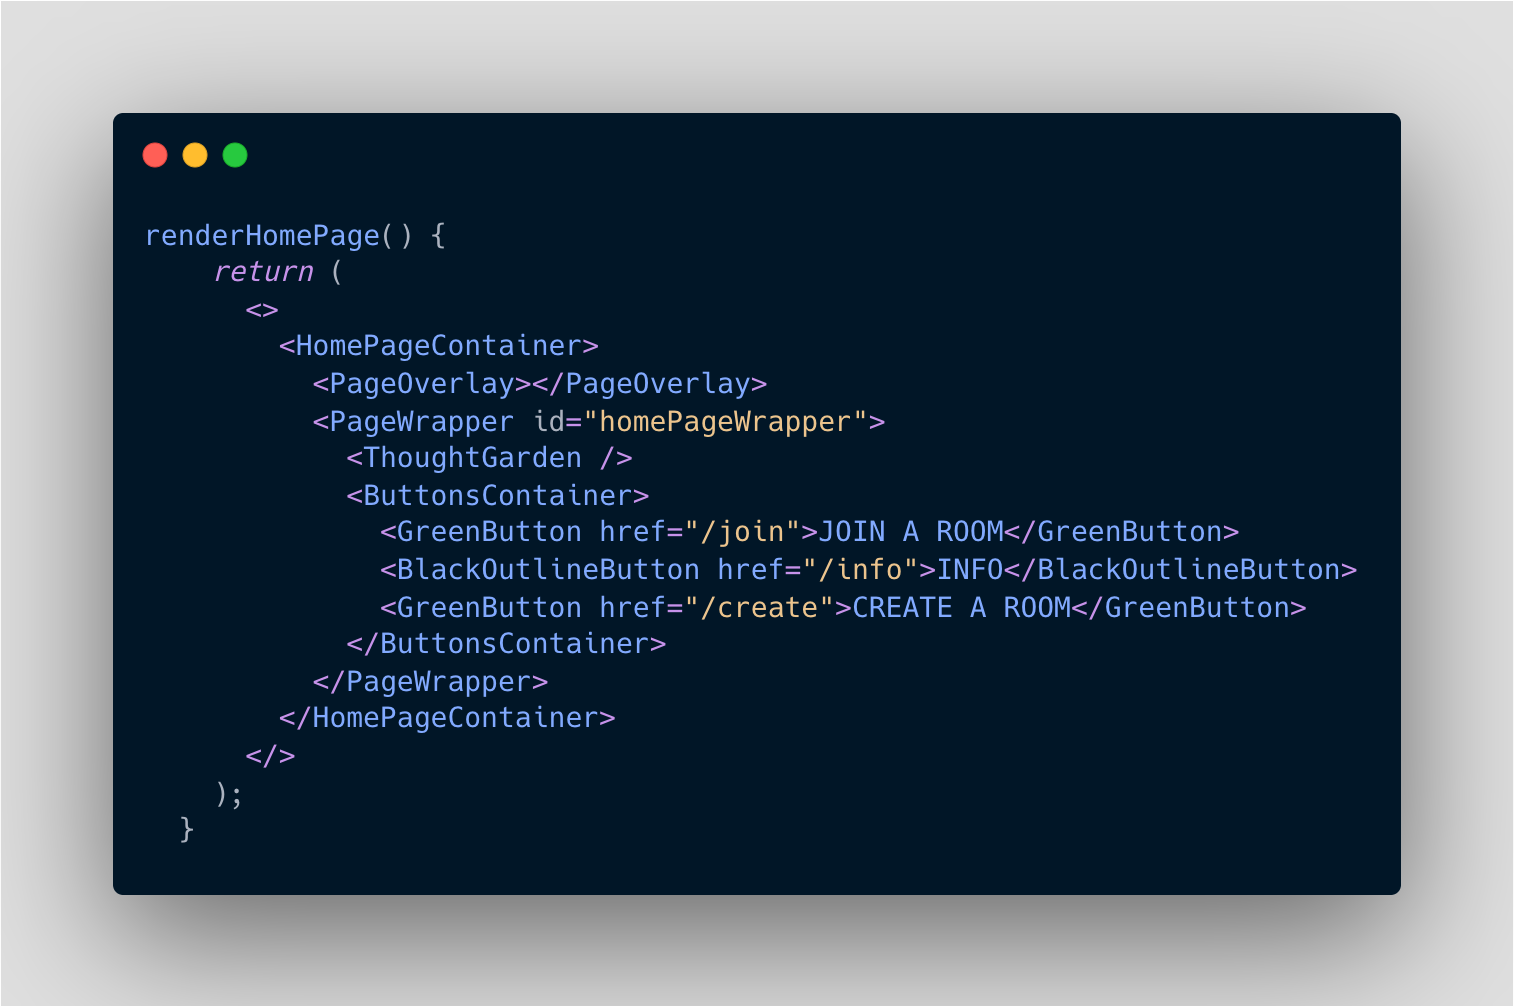 renderHomePage() {
    return (
      <>
        <HomePageContainer>
          <PageOverlay></PageOverlay>
          <PageWrapper id="homePageWrapper">
            <ThoughtGarden />
            <ButtonsContainer>
              <GreenButton href="/join">JOIN A ROOM</GreenButton>
              <BlackOutlineButton href="/info">INFO</BlackOutlineButton>
              <GreenButton href="/create">CREATE A ROOM</GreenButton>
            </ButtonsContainer>
          </PageWrapper>
        </HomePageContainer>
      </>
    );
  }